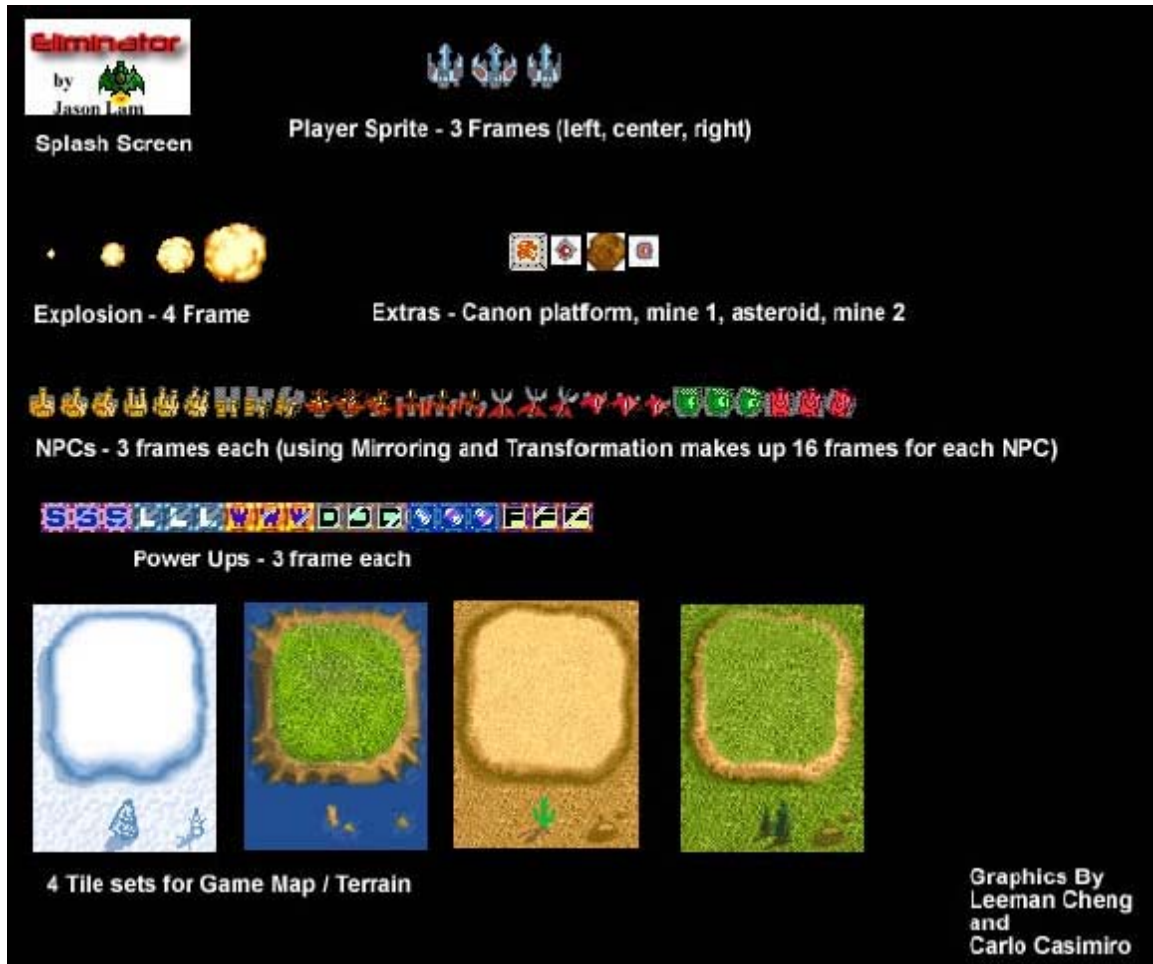 Eliminator
by
Jason Lam
Splash Screen
Player Sprite - 3 Frames (left, center, right)
Explosion - 4 Frame
Extras - Canon platform, mine 1, asteroid, mine 2
NPCs - 3 frames each (using Mirroring and Transformation makes up 16 frames for each NPC)
Power Ups - 3 frame each
4 Tile sets for Game Map / Terrain
Graphics By
Leeman Cheng
and
Carlo Casimiro